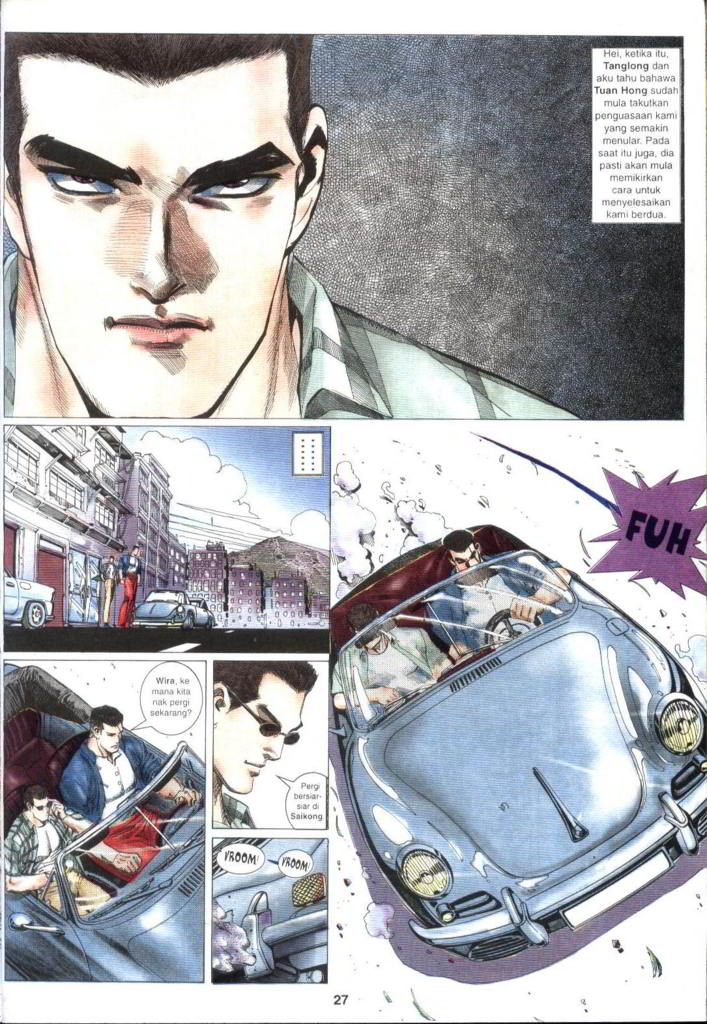 Hei, ketika itu,
Tanglong dan
aku tahu bahawa
Tuan Hong sudah
mula takutkan
penguasaan kami
yang semakin
menular. Pada
saat itu juga, dia
pasti akan mula
memikirkan
cara untuk
menyelesaikan
kami berdua.
FUH
Wira, ke
mana kita
nak pergi
sekarang?
Pergi
bersiar-
siar di
Saikong.
VROOM!
VROOM!
27